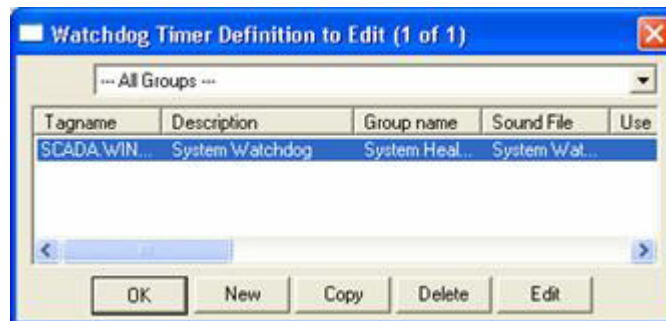 Watchdog Timer Definition to Edit (1 of 1)
--- All Groups ---
Tagname Description Group name Sound File Use
SCADA.WIN... System Watchdog System Heal... System Wat...
OK New Copy Delete Edit